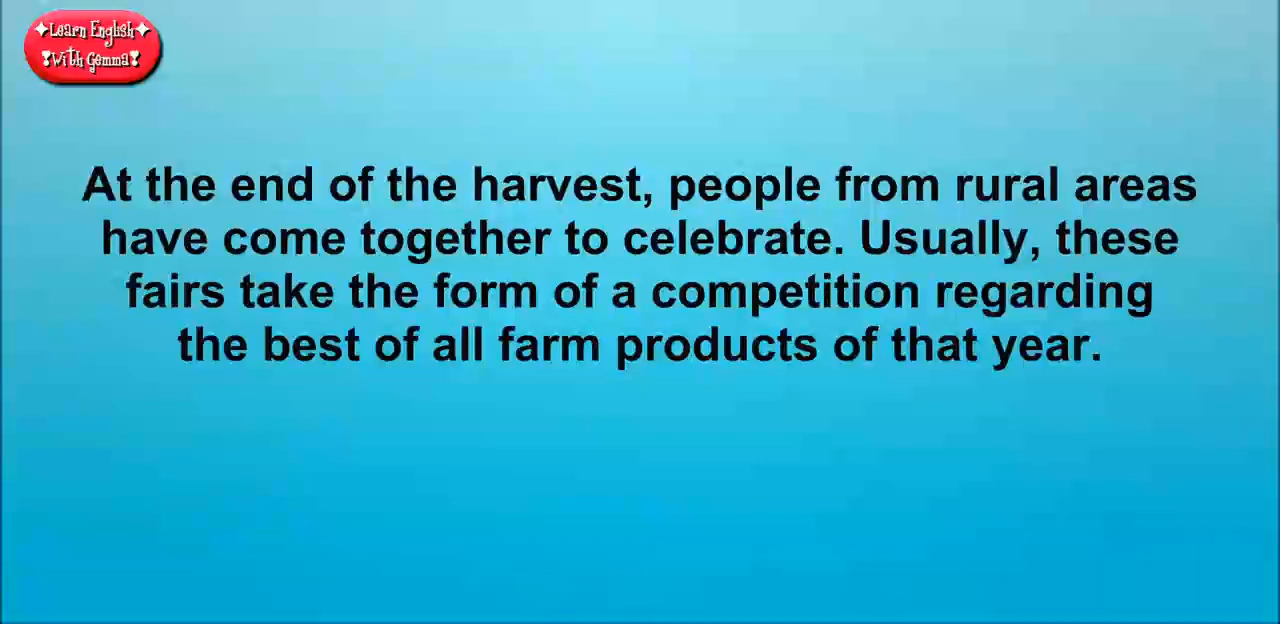 Learn English
With Gemma
At the end of the harvest, people from rural areas
have come together to celebrate. Usually, these
fairs take the form of a competition regarding
the best of all farm products of that year.